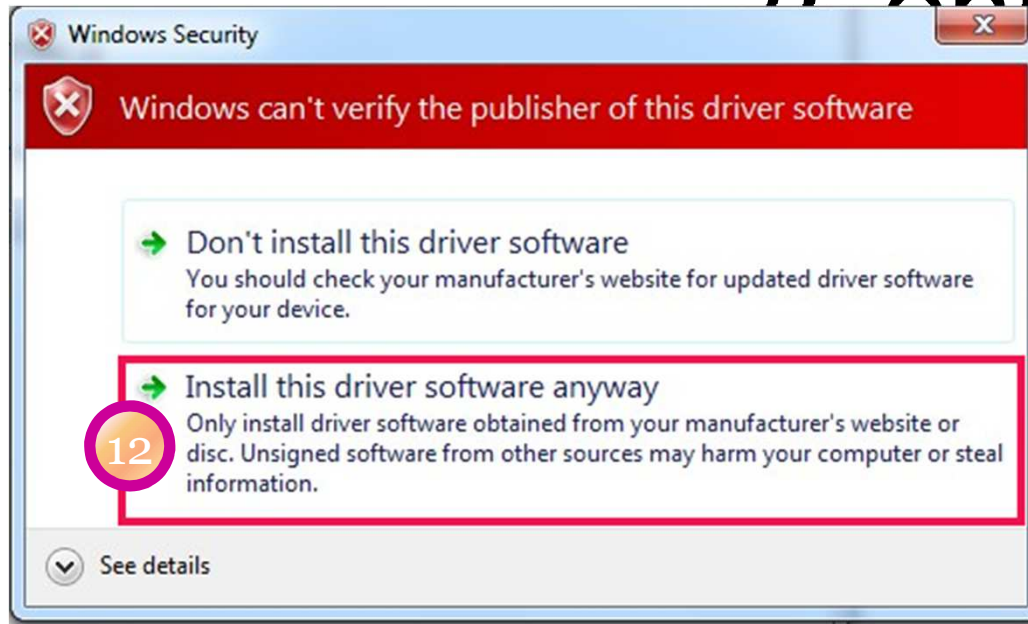 Windows Security
Windows can't verify the publisher of this driver software
Don't install this driver software
You should check your manufacturer's website for updated driver software
for your device.
Install this driver software anyway
Only install driver software obtained from your manufacturer's website or
disc. Unsigned software from other sources may harm your computer or steal
information.
12
See details